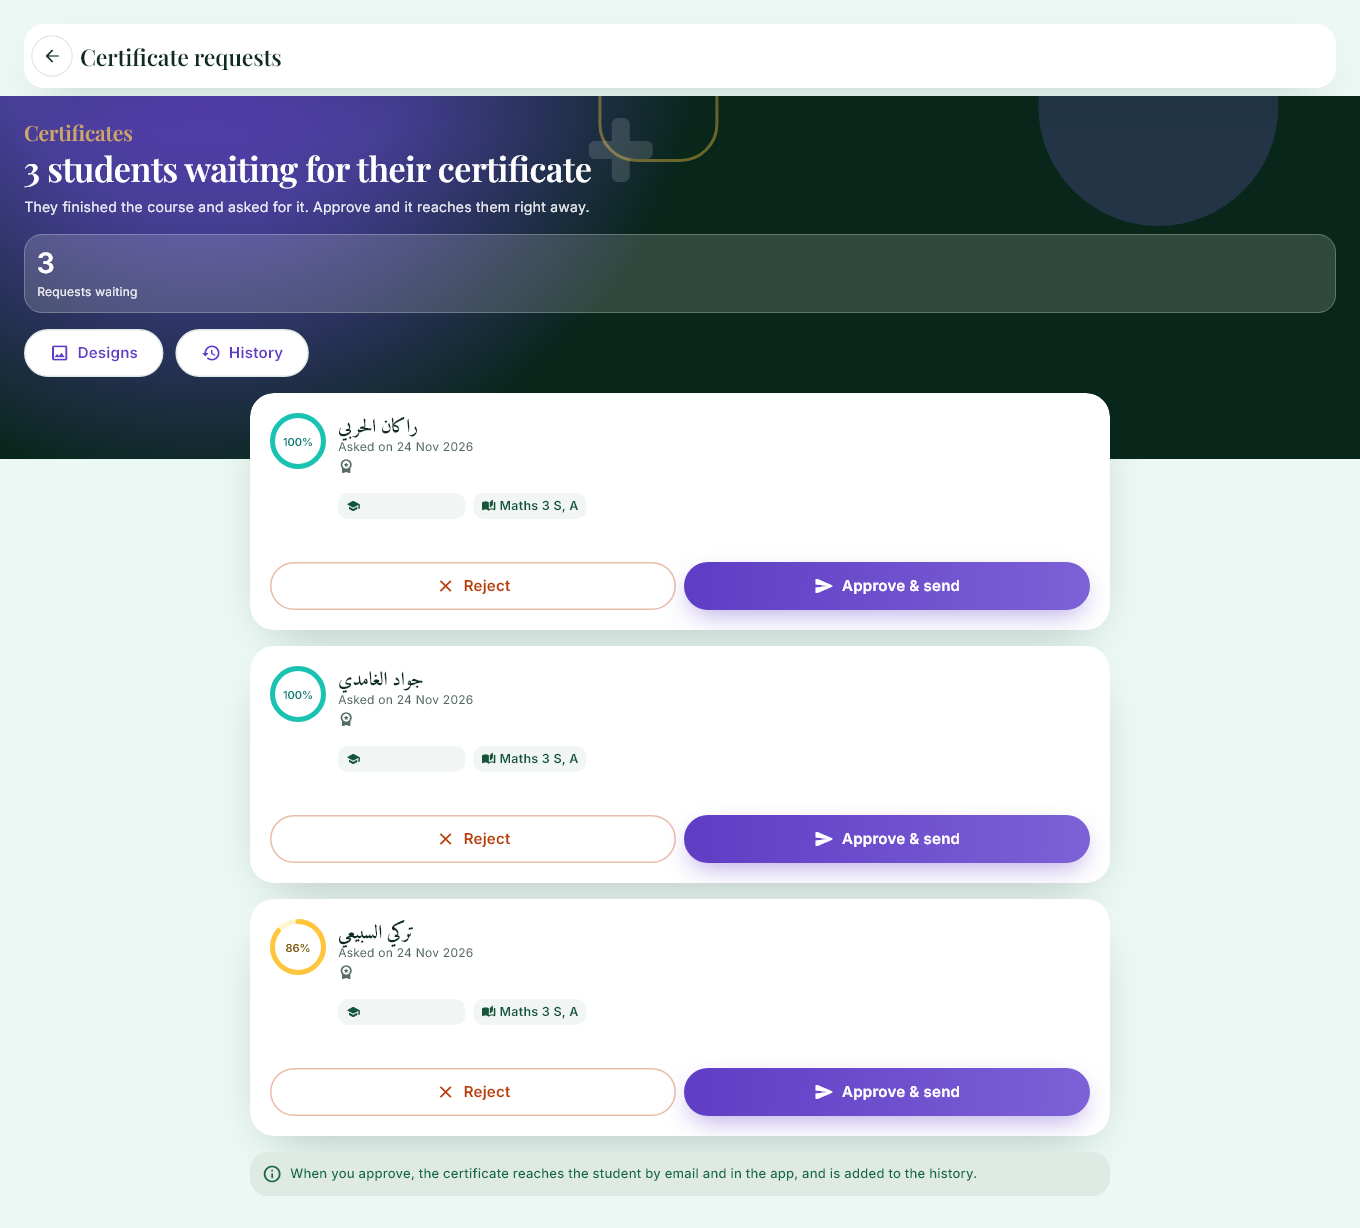 Certificate requests
Certificates
3 students waiting for their certificate
They finished the course and asked for it. Approve and it reaches them right away.
3
Requests waiting
Designs
History
100%
راكان الحربي
Asked on 24 Nov 2026
Maths 3 S, A
Reject
Approve & send
100%
جواد الغامدي
Asked on 24 Nov 2026
Maths 3 S, A
Reject
Approve & send
86%
تركي السبيعي
Asked on 24 Nov 2026
Maths 3 S, A
Reject
Approve & send
When you approve, the certificate reaches the student by email and in the app, and is added to the history.